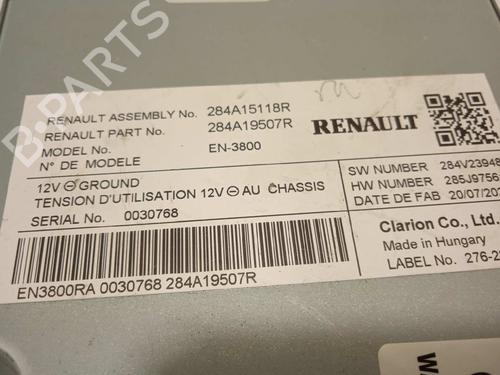 RENAULT ASSEMBLY No. 284A15118R
RENAULT PART No. 284A19507R
MODEL No. EN-3800
N° DE MODELE
RENAULT
12V ⊖ GROUND
TENSION D'UTILISATION 12V ⊖ AU CHASSIS
SERIAL No. 0030768
SW NUMBER 284V23948
HW NUMBER 285J9756
DATE DE FAB 20/07/20
Clarion Co., Ltd.
Made in Hungary
LABEL No. 276-2
EN3800RA 0030768 284A19507R
B-PARTS